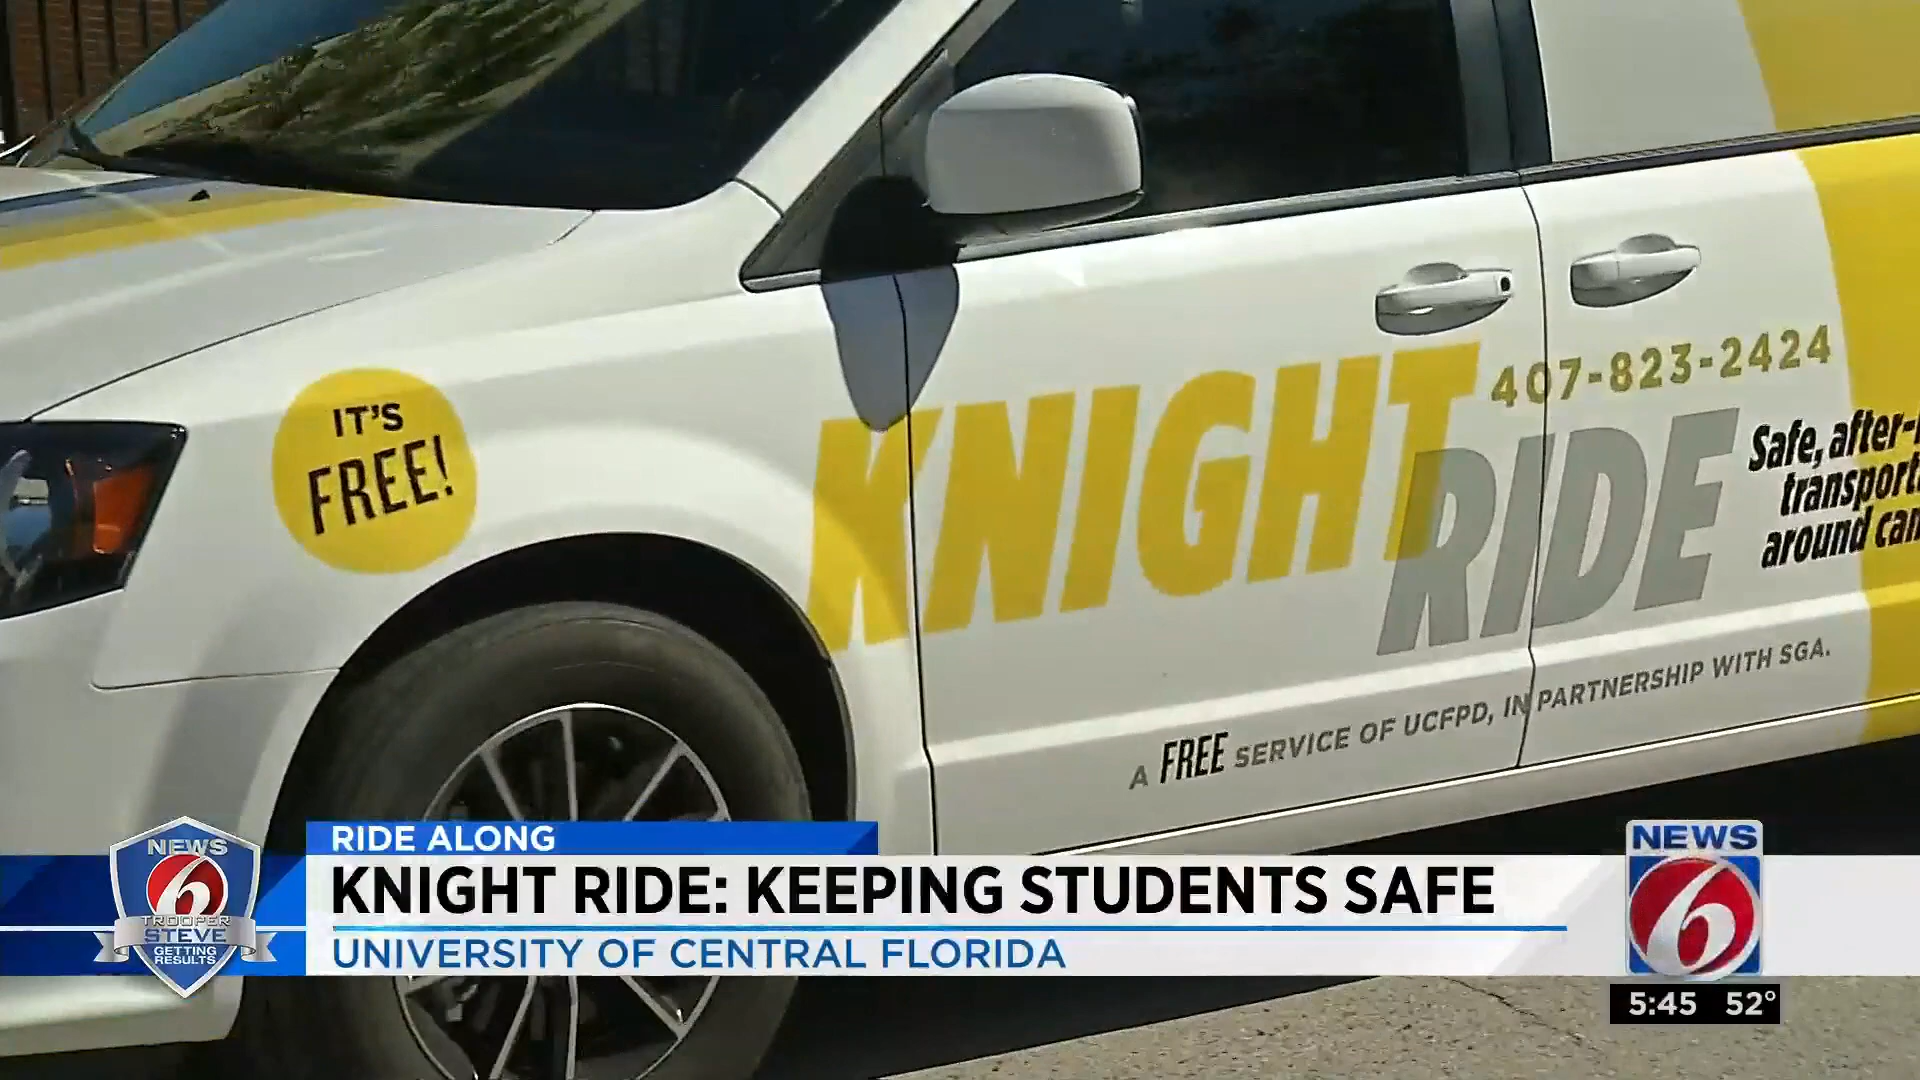 IT'S
FREE!
407-823-2424
KNIGHT
RIDE
Safe, after-
transport
around
A FREE SERVICE OF UCFPD, IN PARTNERSHIP WITH SGA.
RIDE ALONG
KNIGHT RIDE: KEEPING STUDENTS SAFE
UNIVERSITY OF CENTRAL FLORIDA
NEWS
6
TROOPER
STEVE
GETTING
RESULTS
NEWS
6
5:45 52°